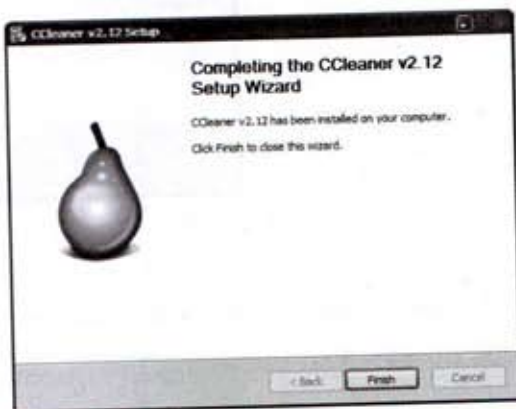 CCleaner v2.12 Setup
Completing the CCleaner v2.12
Setup Wizard
CCleaner v2.12 has been installed on your computer.
Click Finish to close this wizard.
< Back
Finish
Cancel